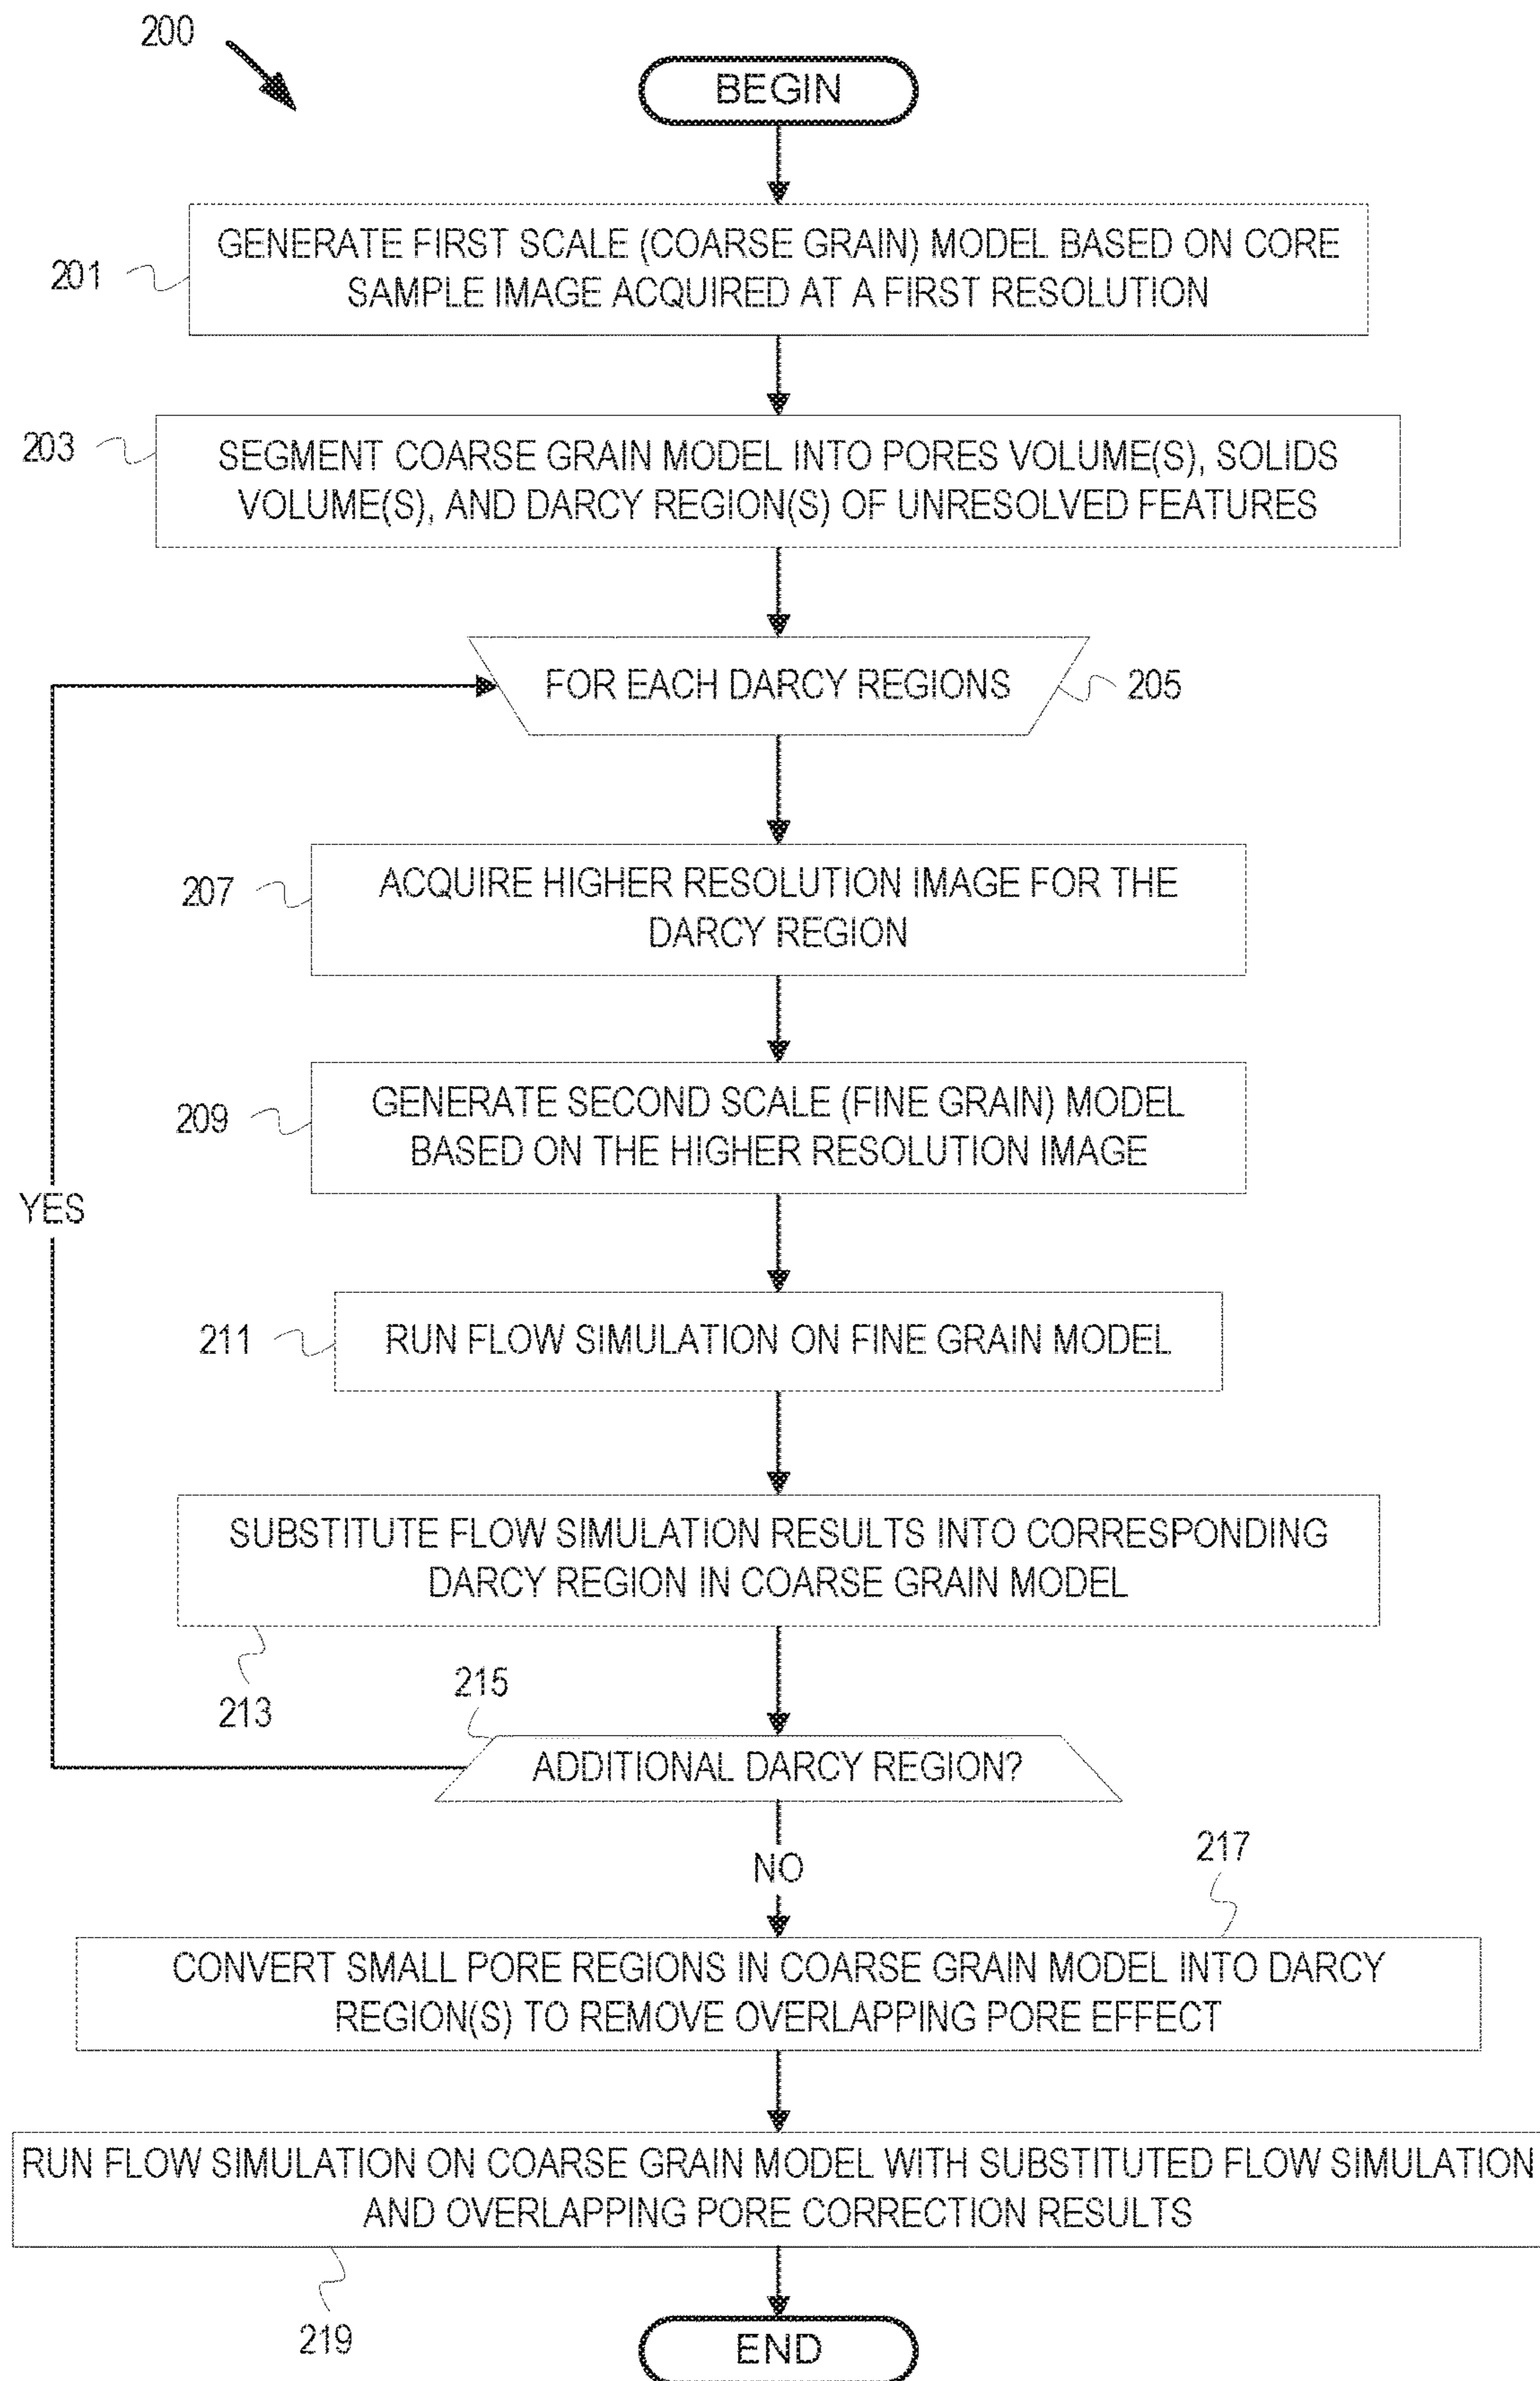 200
BEGIN
201
GENERATE FIRST SCALE (COARSE GRAIN) MODEL BASED ON CORE
SAMPLE IMAGE ACQUIRED AT A FIRST RESOLUTION
203
SEGMENT COARSE GRAIN MODEL INTO PORES VOLUME(S), SOLIDS
VOLUME(S), AND DARCY REGION(S) OF UNRESOLVED FEATURES
FOR EACH DARCY REGIONS
205
207
ACQUIRE HIGHER RESOLUTION IMAGE FOR THE
DARCY REGION
209
GENERATE SECOND SCALE (FINE GRAIN) MODEL
BASED ON THE HIGHER RESOLUTION IMAGE
YES
211
RUN FLOW SIMULATION ON FINE GRAIN MODEL
SUBSTITUTE FLOW SIMULATION RESULTS INTO CORRESPONDING
DARCY REGION IN COARSE GRAIN MODEL
213
215
ADDITIONAL DARCY REGION?
NO
217
CONVERT SMALL PORE REGIONS IN COARSE GRAIN MODEL INTO DARCY
REGION(S) TO REMOVE OVERLAPPING PORE EFFECT
RUN FLOW SIMULATION ON COARSE GRAIN MODEL WITH SUBSTITUTED FLOW SIMULATION
AND OVERLAPPING PORE CORRECTION RESULTS
219
END